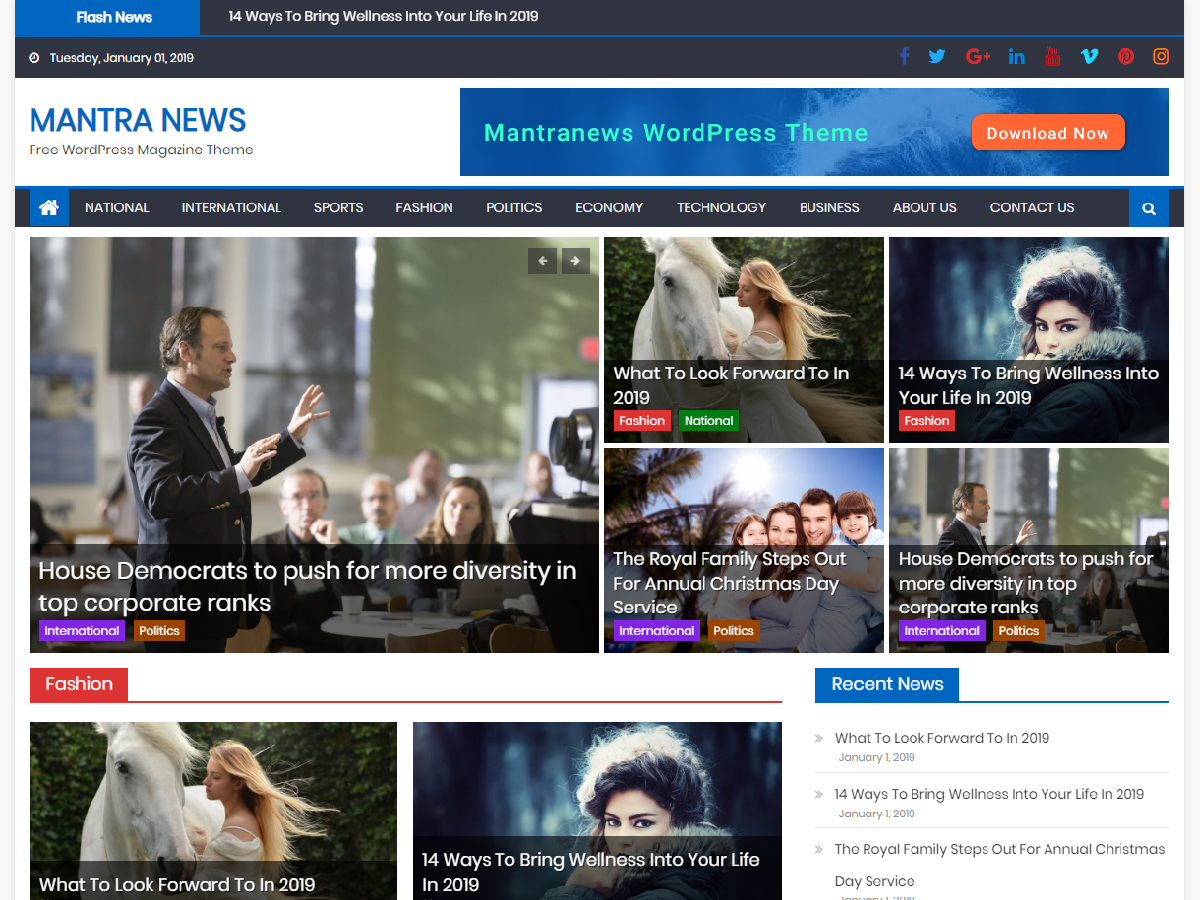 Flash News
14 Ways To Bring Wellness Into Your Life In 2019
Tuesday, January 01, 2019
You
Tube
MANTRA NEWS
Free WordPress Magazine Theme
Mantranews WordPress Theme
Download Now
NATIONAL
INTERNATIONAL
SPORTS
FASHION
POLITICS
ECONOMY
TECHNOLOGY
BUSINESS
ABOUT US
CONTACT US
House Democrats to push for more diversity in
top corporate ranks
International
Politics
What To Look Forward To In
2019
Fashion
National
14 Ways To Bring Wellness Into
Your Life In 2019
Fashion
The Royal Family Steps Out
For Annual Christmas Day
Service
International
Politics
House Democrats to push for
more diversity in top
corporate ranks
International
Politics
Fashion
What To Look Forward To In 2019
14 Ways To Bring Wellness Into Your Life
In 2019
Recent News
What To Look Forward To In 2019
January 1, 2019
14 Ways To Bring Wellness Into Your Life In 2019
January 1, 2019
The Royal Family Steps Out For Annual Christmas
Day Service
January 1, 2019